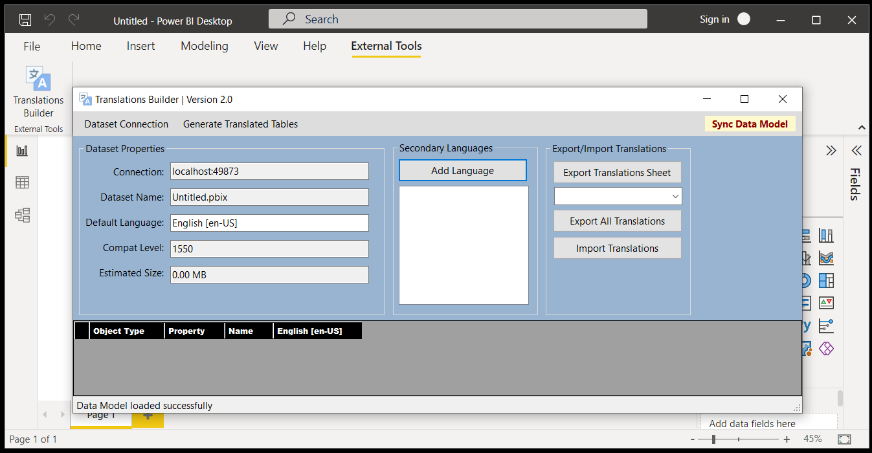 Untitled - Power BI Desktop
Search
Sign in
File
Home
Insert
Modeling
View
Help
External Tools
Translations
Builder
External Tools
Translations Builder | Version 2.0
Dataset Connection
Generate Translated Tables
Sync Data Model
Dataset Properties
Connection:
localhost:49873
Dataset Name:
Untitled.pbix
Default Language:
English [en-US]
Compat Level:
1550
Estimated Size:
0.00 MB
Secondary Languages
Add Language
Export/Import Translations
Export Translations Sheet
Export All Translations
Import Translations
Fields
Object Type
Property
Name
English [en-US]
Data Model loaded successfully
Page 1
Add data fields here
Page 1 of 1
45%